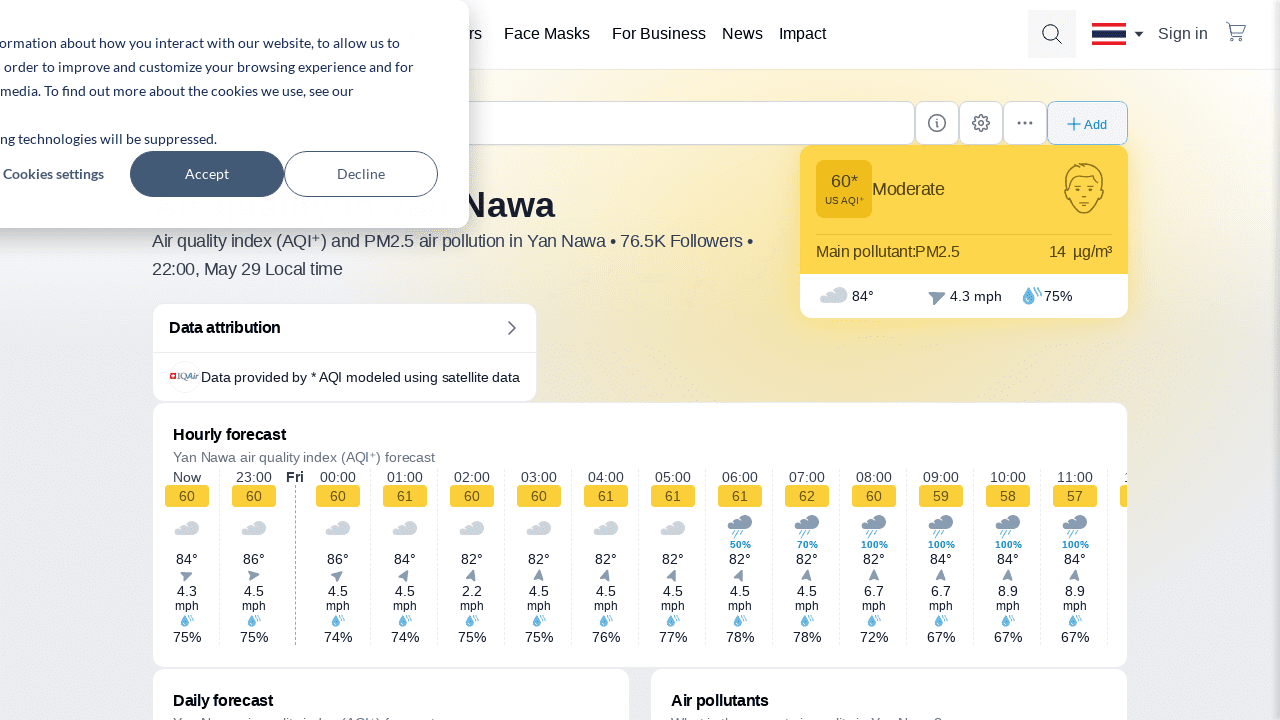 rs Face Masks For Business News Impact Sign in
ormation about how you interact with our website, to allow us to
order to improve and customize your browsing experience and for
media. To find out more about the cookies we use, see our
ng technologies will be suppressed.
Cookies settings Accept Decline
Add
Nawa
Air quality index (AQI⁺) and PM2.5 air pollution in Yan Nawa • 76.5K Followers •
22:00, May 29 Local time
60*
US AQI⁺
Moderate
Main pollutant:PM2.5 14 µg/m³
84° 4.3 mph 75%
Data attribution
IQAir Data provided by * AQI modeled using satellite data
Hourly forecast
Yan Nawa air quality index (AQI⁺) forecast
Now 23:00 Fri 00:00 01:00 02:00 03:00 04:00 05:00 06:00 07:00 08:00 09:00 10:00 11:00
60 60 60 61 60 60 61 61 61 62 60 59 58 57
50% 70% 100% 100% 100% 100%
84° 86° 86° 84° 82° 82° 82° 82° 82° 82° 82° 84° 84° 84°
4.3 4.5 4.5 4.5 2.2 4.5 4.5 4.5 4.5 4.5 6.7 6.7 8.9 8.9
mph mph mph mph mph mph mph mph mph mph mph mph mph mph
75% 75% 74% 74% 75% 75% 76% 77% 78% 78% 72% 67% 67% 67%
Daily forecast Air pollutants